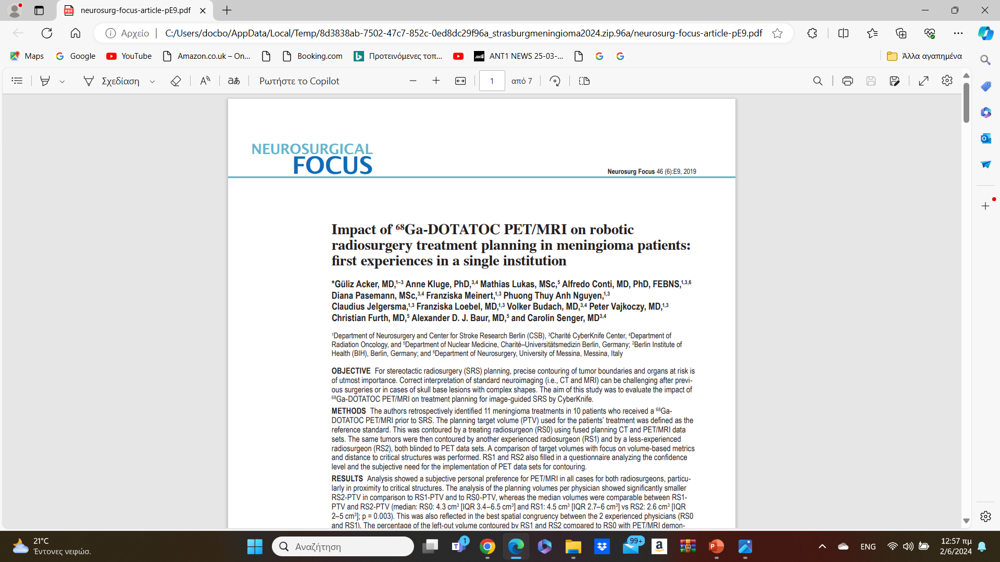 neurosurg-focus-article-pE9.pdf
Αρχείο
C:/Users/docbo/AppData/Local/Temp/8d3838ab-7502-47c7-852c-0ed8dc29f96a_strasburgmeningioma2024.zip.96a/neurosurg-focus-article-pE9.pdf
Maps
Google
YouTube
Amazon.co.uk – On...
Booking.com
Προτεινόμενες τοπ...
ANT1 NEWS 25-03-...
Άλλα αγαπημένα
Σχεδίαση
aあ
Ρωτήστε το Copilot
1
από 7
NEUROSURGICAL
FOCUS
Neurosurg Focus 46 (6):E9, 2019
Impact of ⁶⁸Ga-DOTATOC PET/MRI on robotic
radiosurgery treatment planning in meningioma patients:
first experiences in a single institution
*Güliz Acker, MD,¹⁻³ Anne Kluge, PhD,³,⁴ Mathias Lukas, MSc,⁵ Alfredo Conti, MD, PhD, FEBNS,¹,³,⁶
Diana Pasemann, MSc,³,⁴ Franziska Meinert,¹,³ Phuong Thuy Anh Nguyen,¹,³
Claudius Jelgersma,¹,³ Franziska Loebel, MD,¹,³ Volker Budach, MD,³,⁴ Peter Vajkoczy, MD,¹,³
Christian Furth, MD,⁵ Alexander D. J. Baur, MD,⁵ and Carolin Senger, MD³,⁴
¹Department of Neurosurgery and Center for Stroke Research Berlin (CSB), ³Charité CyberKnife Center, ⁴Department of
Radiation Oncology, and ⁵Department of Nuclear Medicine, Charité–Universitätsmedizin Berlin, Germany; ²Berlin Institute of
Health (BIH), Berlin, Germany; and ⁶Department of Neurosurgery, University of Messina, Messina, Italy
OBJECTIVE For stereotactic radiosurgery (SRS) planning, precise contouring of tumor boundaries and organs at risk is
of utmost importance. Correct interpretation of standard neuroimaging (i.e., CT and MRI) can be challenging after previ-
ous surgeries or in cases of skull base lesions with complex shapes. The aim of this study was to evaluate the impact of
⁶⁸Ga-DOTATOC PET/MRI on treatment planning for image-guided SRS by CyberKnife.
METHODS The authors retrospectively identified 11 meningioma treatments in 10 patients who received a ⁶⁸Ga-
DOTATOC PET/MRI prior to SRS. The planning target volume (PTV) used for the patients' treatment was defined as the
reference standard. This was contoured by a treating radiosurgeon (RS0) using fused planning CT and PET/MRI data
sets. The same tumors were then contoured by another experienced radiosurgeon (RS1) and by a less-experienced
radiosurgeon (RS2), both blinded to PET data sets. A comparison of target volumes with focus on volume-based metrics
and distance to critical structures was performed. RS1 and RS2 also filled in a questionnaire analyzing the confidence
level and the subjective need for the implementation of PET data sets for contouring.
RESULTS Analysis showed a subjective personal preference for PET/MRI in all cases for both radiosurgeons, particu-
larly in proximity to critical structures. The analysis of the planning volumes per physician showed significantly smaller
RS2-PTV in comparison to RS1-PTV and to RS0-PTV, whereas the median volumes were comparable between RS1-
PTV and RS2-PTV (median: RS0: 4.3 cm³ [IQR 3.4–6.5 cm³] and RS1: 4.5 cm³ [IQR 2.7–6 cm³] vs RS2: 2.6 cm³ [IQR
2–5 cm³]; p = 0.003). This was also reflected in the best spatial congruency between the 2 experienced physicians (RS0
and RS1). The percentage of the left-out volume contoured by RS1 and RS2 compared to RS0 with PET/MRI demon-
21°C
Έντονες νεφώσ.
Αναζήτηση
1
99+
ENG
12:57 πμ
2/6/2024